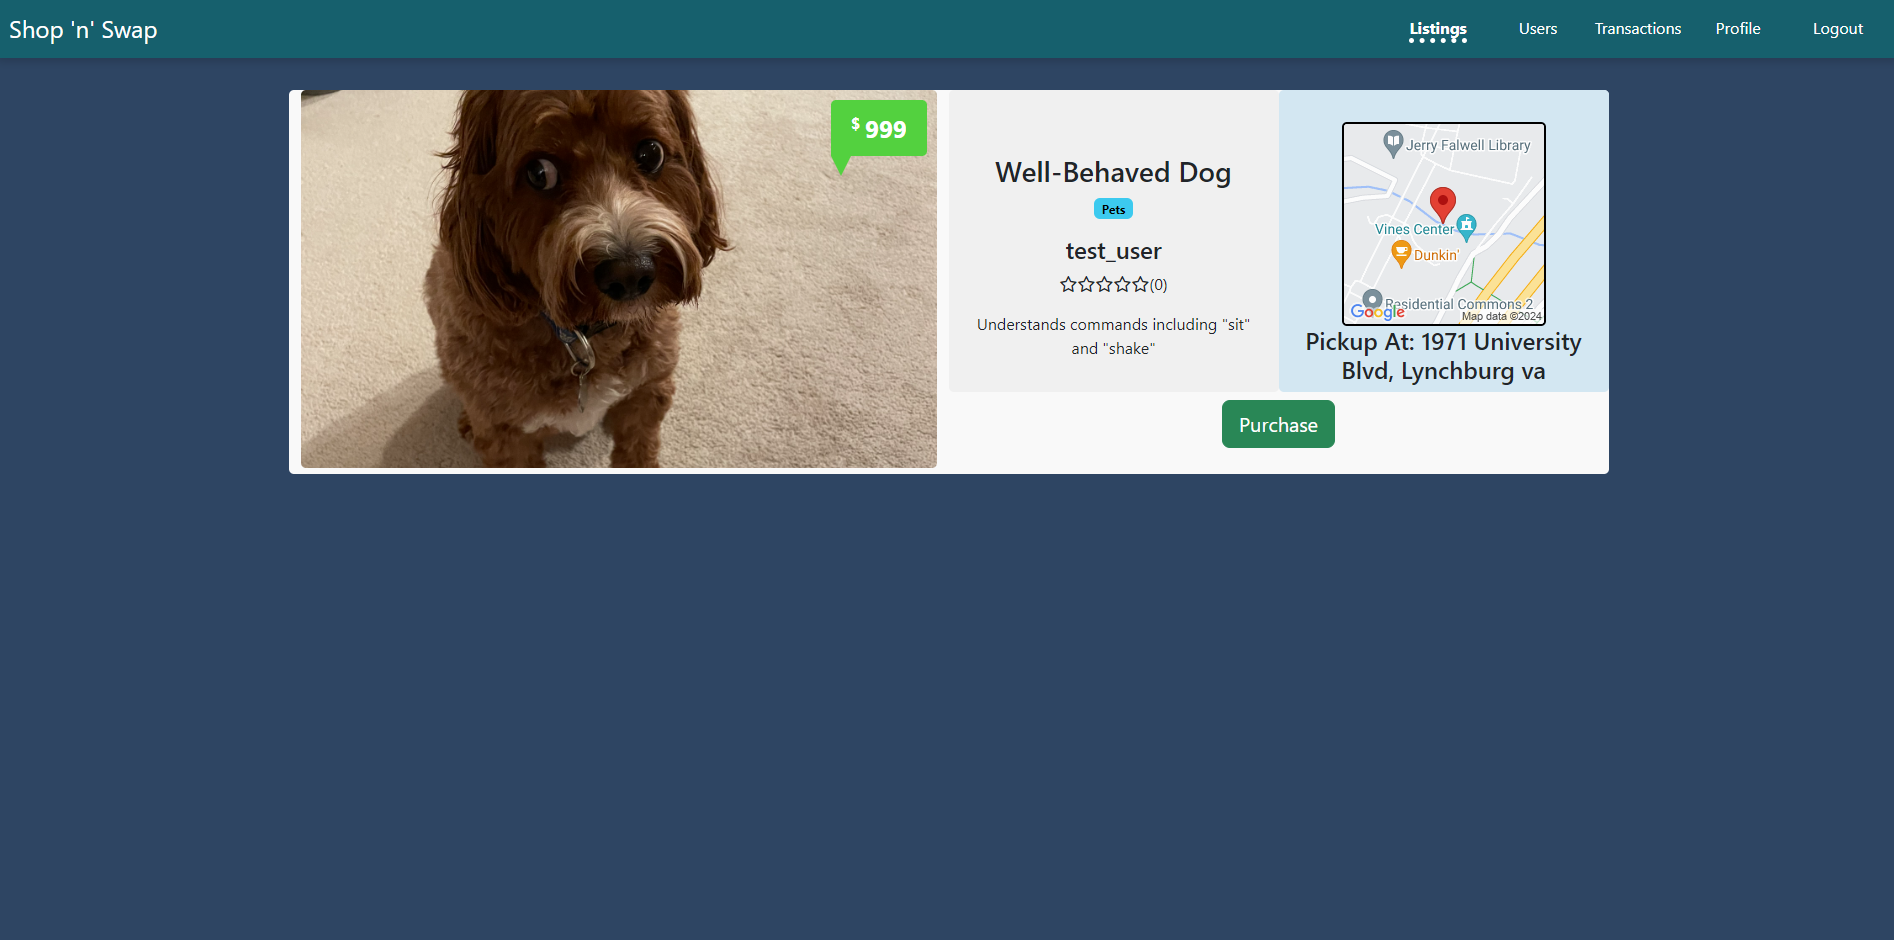 Shop 'n' Swap
Listings
Users
Transactions
Profile
Logout
$ 999
Well-Behaved Dog
Pets
test_user
(0)
Understands commands including "sit"
and "shake"
Jerry Falwell Library
Vines Center
Dunkin'
Residential Commons 2
Google
Map data ©2024
Pickup At: 1971 University
Blvd, Lynchburg va
Purchase